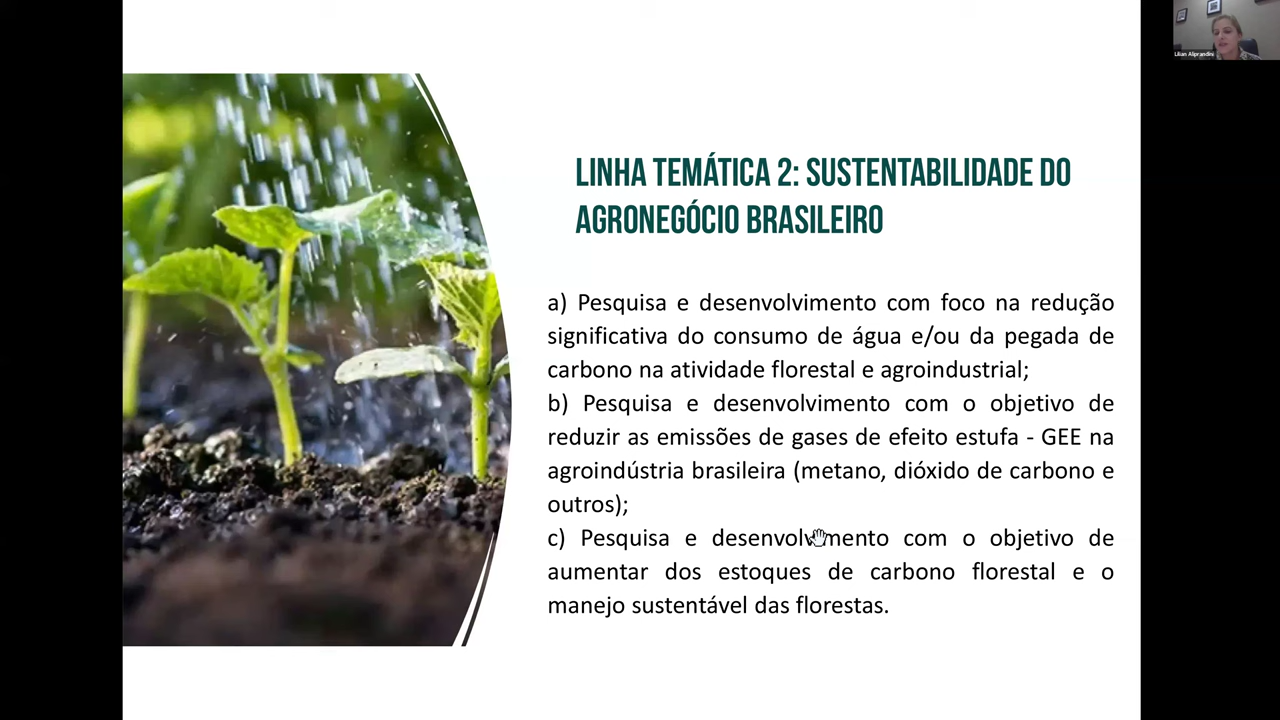 Lilian Aliprandini
LINHA TEMÁTICA 2: SUSTENTABILIDADE DO
AGRONEGÓCIO BRASILEIRO
a) Pesquisa e desenvolvimento com foco na redução
significativa do consumo de água e/ou da pegada de
carbono na atividade florestal e agroindustrial;
b) Pesquisa e desenvolvimento com o objetivo de
reduzir as emissões de gases de efeito estufa - GEE na
agroindústria brasileira (metano, dióxido de carbono e
outros);
c) Pesquisa e desenvolvimento com o objetivo de
aumentar dos estoques de carbono florestal e o
manejo sustentável das florestas.